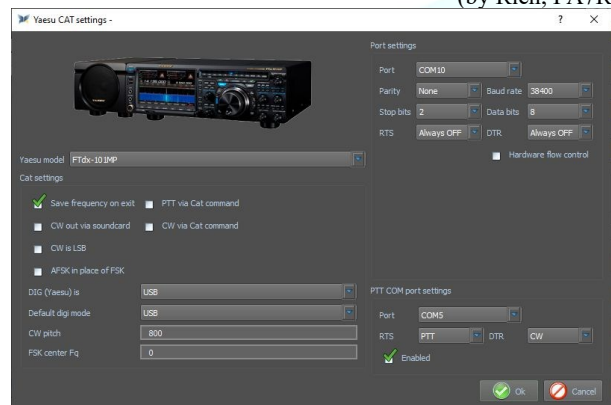 (by Rich, PA7R
Yaesu CAT settings -
? ×
Yaesu model FTdx-101MP
Cat settings
Save frequency on exit PTT via Cat command
CW out via soundcard CW via Cat command
CW is LSB
AFSK in place of FSK
DIG (Yaesu) is USB
Default digi mode USB
CW pitch 800
FSK center Fq 0
Port settings
Port COM10
Parity None Baud rate 38400
Stop bits 2 Data bits 8
RTS Always OFF DTR Always OFF
Hardware flow control
PTT COM port settings
Port COM5
RTS PTT DTR CW
Enabled
Ok Cancel